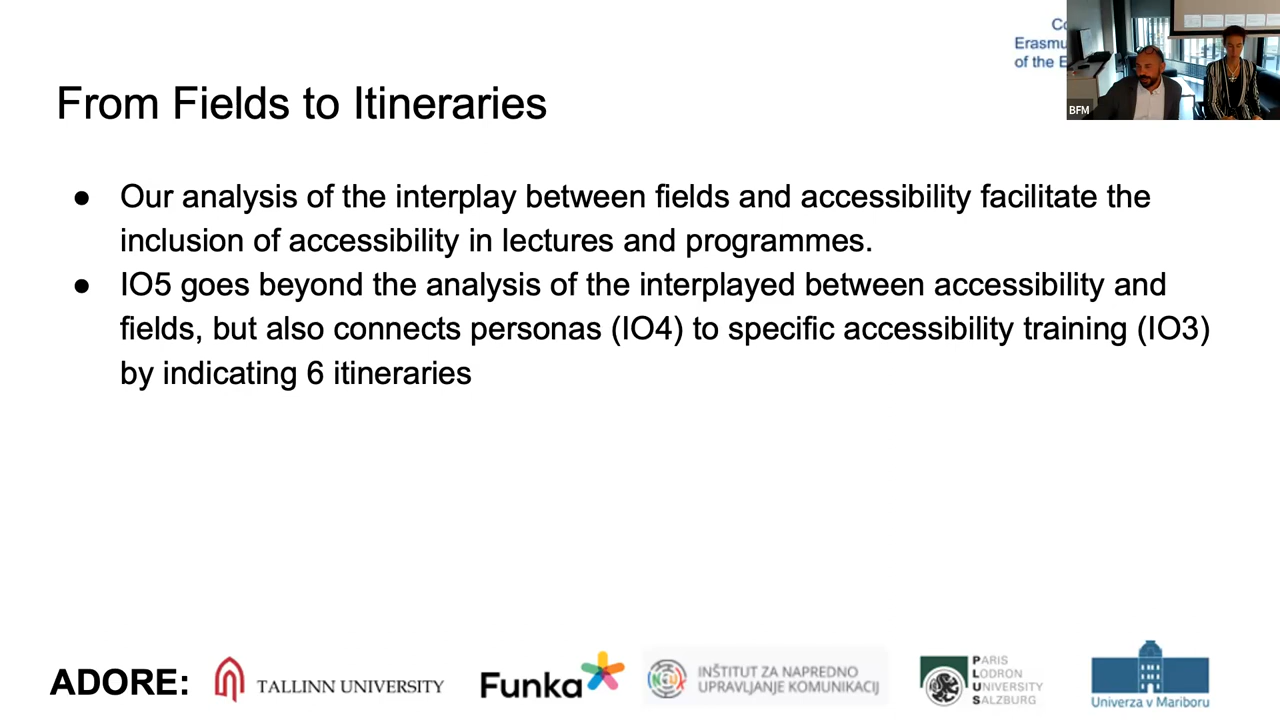 Erasmu
of the E
BFM
From Fields to Itineraries
● Our analysis of the interplay between fields and accessibility facilitate the
inclusion of accessibility in lectures and programmes.
● IO5 goes beyond the analysis of the interplayed between accessibility and
fields, but also connects personas (IO4) to specific accessibility training (IO3)
by indicating 6 itineraries
ADORE:
TALLINN UNIVERSITY
Funka
INŠTITUT ZA NAPREDNO
UPRAVLJANJE KOMUNIKACIJ
PARIS
LODRON
UNIVERSITY
SALZBURG
Univerza v Mariboru